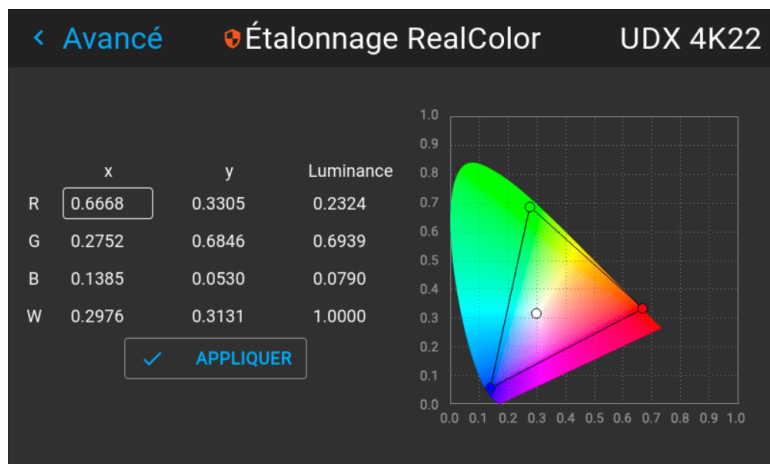 Avancé Étalonnage RealColor UDX 4K22
x y Luminance
R 0.6668 0.3305 0.2324
G 0.2752 0.6846 0.6939
B 0.1385 0.0530 0.0790
W 0.2976 0.3131 1.0000
APPLIQUER
1.0
0.9
0.8
0.7
0.6
0.5
0.4
0.3
0.2
0.1
0.0
0.0 0.1 0.2 0.3 0.4 0.5 0.6 0.7 0.8 0.9 1.0